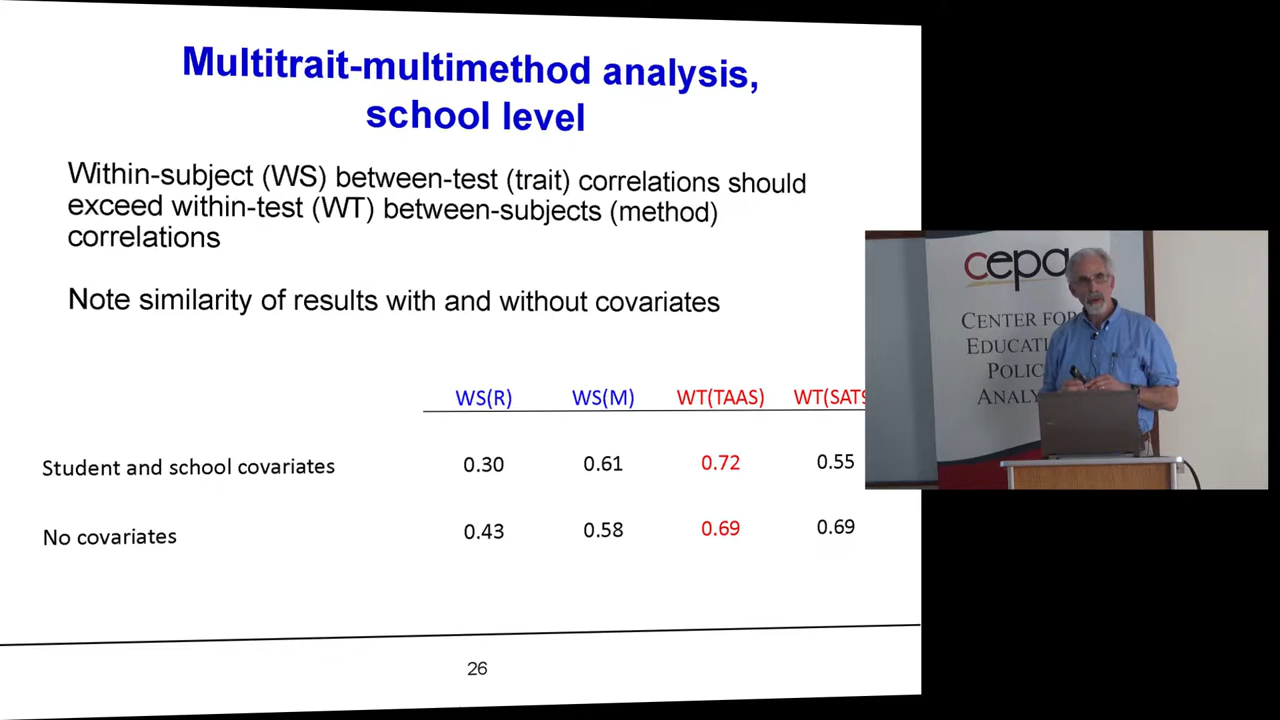 Multitrait-multimethod analysis,
school level
Within-subject (WS) between-test (trait) correlations should
exceed within-test (WT) between-subjects (method)
correlations
Note similarity of results with and without covariates
WS(R) WS(M) WT(TAAS) WT(SAT9
Student and school covariates 0.30 0.61 0.72 0.55
No covariates 0.43 0.58 0.69 0.69
26
cepa
CENTER FOR
EDUCATI
POLIC
ANALY